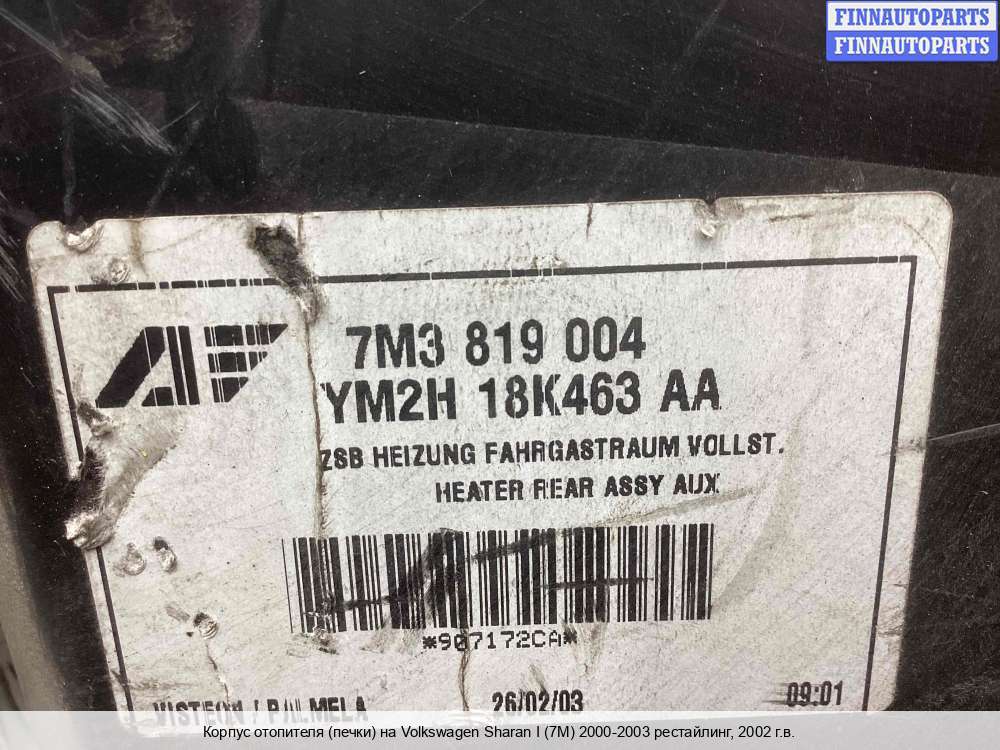 FINNAUTOPARTS
FINNAUTOPARTS
7M3 819 004
YM2H 18K463 AA
ZSB HEIZUNG FAHRGASTRAUM VOLLST.
HEATER REAR ASSY AUX
*907172CA*
VISTEON / PALMELA 26/02/03 09:01
Корпус отопителя (печки) на Volkswagen Sharan I (7M) 2000-2003 рестайлинг, 2002 г.в.